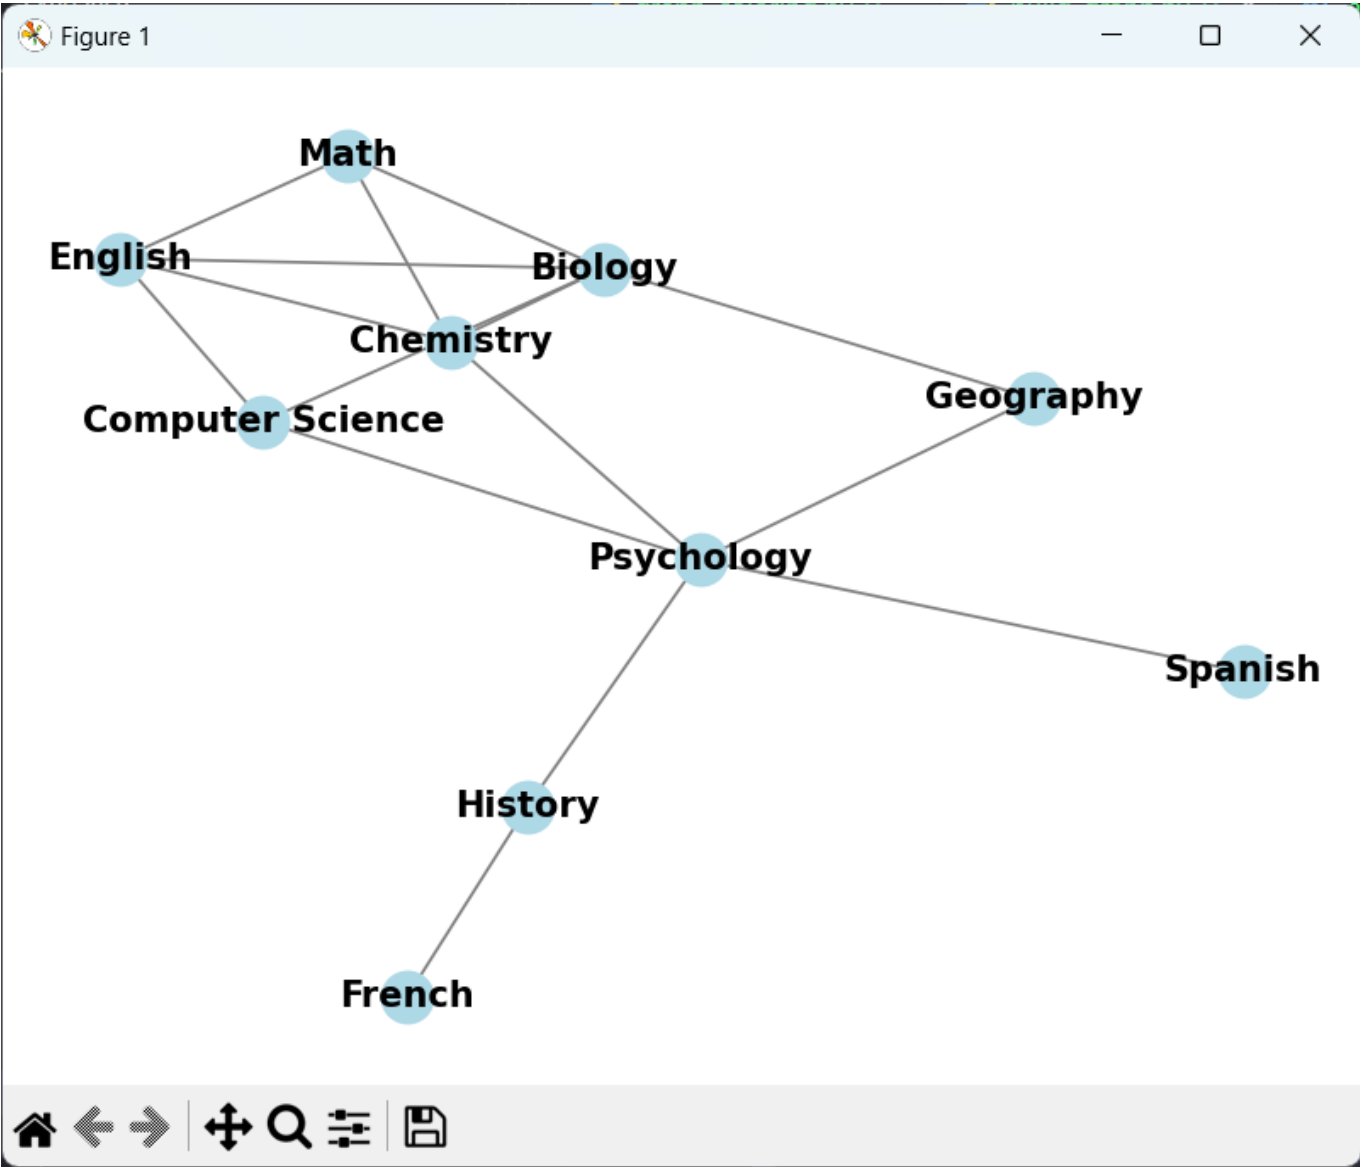 Figure 1
Math
English
Biology
Chemistry
Geography
Computer Science
Psychology
Spanish
History
French